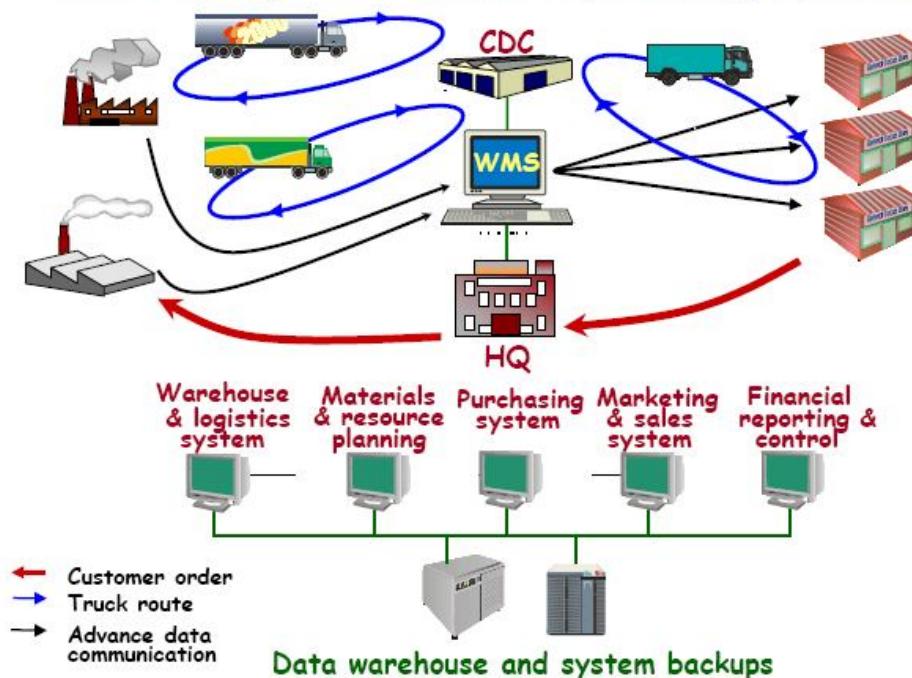 2000
CDC
WMS
HQ
Warehouse
& logistics
system
Materials
& resource
planning
Purchasing
system
Marketing
& sales
system
Financial
reporting &
control
Customer order
Truck route
Advance data
communication
Data warehouse and system backups